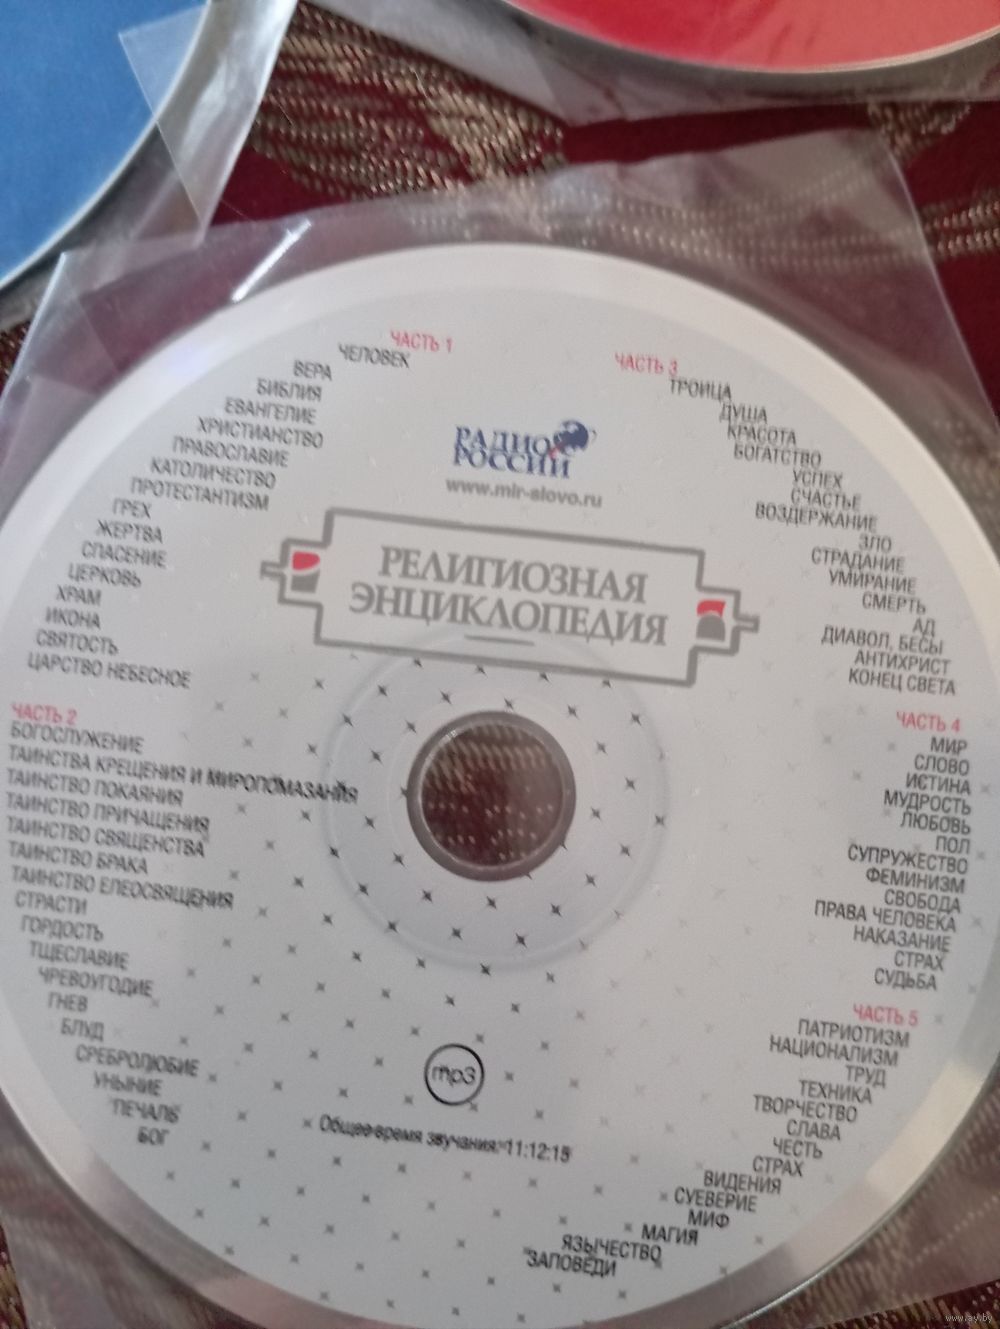 ЧАСТЬ 1
ЧЕЛОВЕК
ВЕРА
БИБЛИЯ
ЕВАНГЕЛИЕ
ХРИСТИАНСТВО
ПРАВОСЛАВИЕ
КАТОЛИЧЕСТВО
ПРОТЕСТАНТИЗМ
ГРЕХ
ЖЕРТВА
СПАСЕНИЕ
ЦЕРКОВЬ
ХРАМ
ИКОНА
СВЯТОСТЬ
ЦАРСТВО НЕБЕСНОЕ
ЧАСТЬ 2
БОГОСЛУЖЕНИЕ
ТАИНСТВА КРЕЩЕНИЯ И МИРОПОМАЗАНИЯ
ТАИНСТВО ПОКАЯНИЯ
ТАИНСТВО ПРИЧАЩЕНИЯ
ТАИНСТВО СВЯЩЕНСТВА
ТАИНСТВО БРАКА
ТАИНСТВО ЕЛЕОСВЯЩЕНИЯ
СТРАСТИ
ГОРДОСТЬ
ТЩЕСЛАВИЕ
ЧРЕВОУГОДИЕ
ГНЕВ
БЛУД
СРЕБРОЛЮБИЕ
УНЫНИЕ
ПЕЧАЛЬ
БОГ
РАДИО
РОССИИ
www.mir-slovo.ru
РЕЛИГИОЗНАЯ
ЭНЦИКЛОПЕДИЯ
mp3
Общее время звучания: 11:12:15
ЧАСТЬ 3
ТРОИЦА
ДУША
КРАСОТА
БОГАТСТВО
УСПЕХ
СЧАСТЬЕ
ВОЗДЕРЖАНИЕ
ЗЛО
СТРАДАНИЕ
УМИРАНИЕ
СМЕРТЬ
АД
ДИАВОЛ, БЕСЫ
АНТИХРИСТ
КОНЕЦ СВЕТА
ЧАСТЬ 4
МИР
СЛОВО
ИСТИНА
МУДРОСТЬ
ЛЮБОВЬ
ПОЛ
СУПРУЖЕСТВО
ФЕМИНИЗМ
СВОБОДА
ПРАВА ЧЕЛОВЕКА
НАКАЗАНИЕ
СТРАХ
СУДЬБА
ЧАСТЬ 5
ПАТРИОТИЗМ
НАЦИОНАЛИЗМ
ТРУД
ТЕХНИКА
ТВОРЧЕСТВО
СЛАВА
ЧЕСТЬ
СТРАХ
ВИДЕНИЯ
СУЕВЕРИЕ
МИФ
МАГИЯ
ЯЗЫЧЕСТВО
ЗАПОВЕДИ
www.ay.by